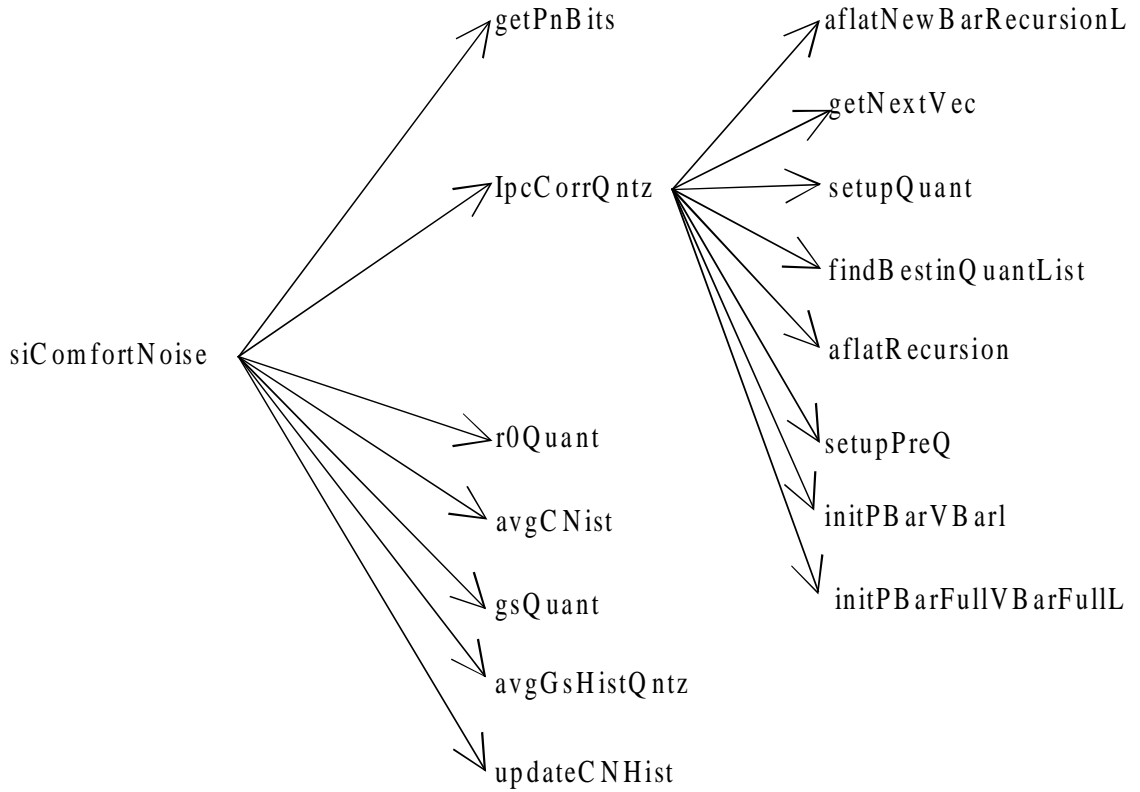 siComfortNoise
getPnBits
IpcCorrQntz
r0Quant
avgCNist
gsQuant
avgGsHistQntz
updateCNHist
aflatNewBarRecursionL
getNextVec
setupQuant
findBestinQuantList
aflatRecursion
setupPreQ
initPBarVBarl
initPBarFullVBarFullL